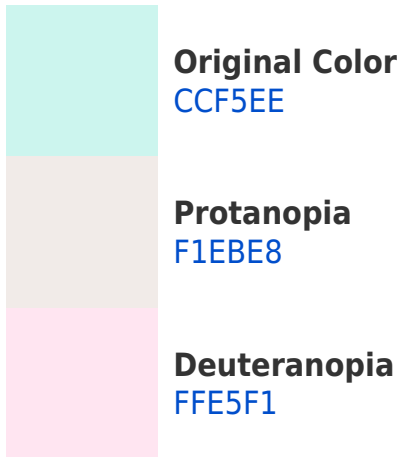 Original Color
CCF5EE
Protanopia
F1EBE8
Deuteranopia
FFE5F1